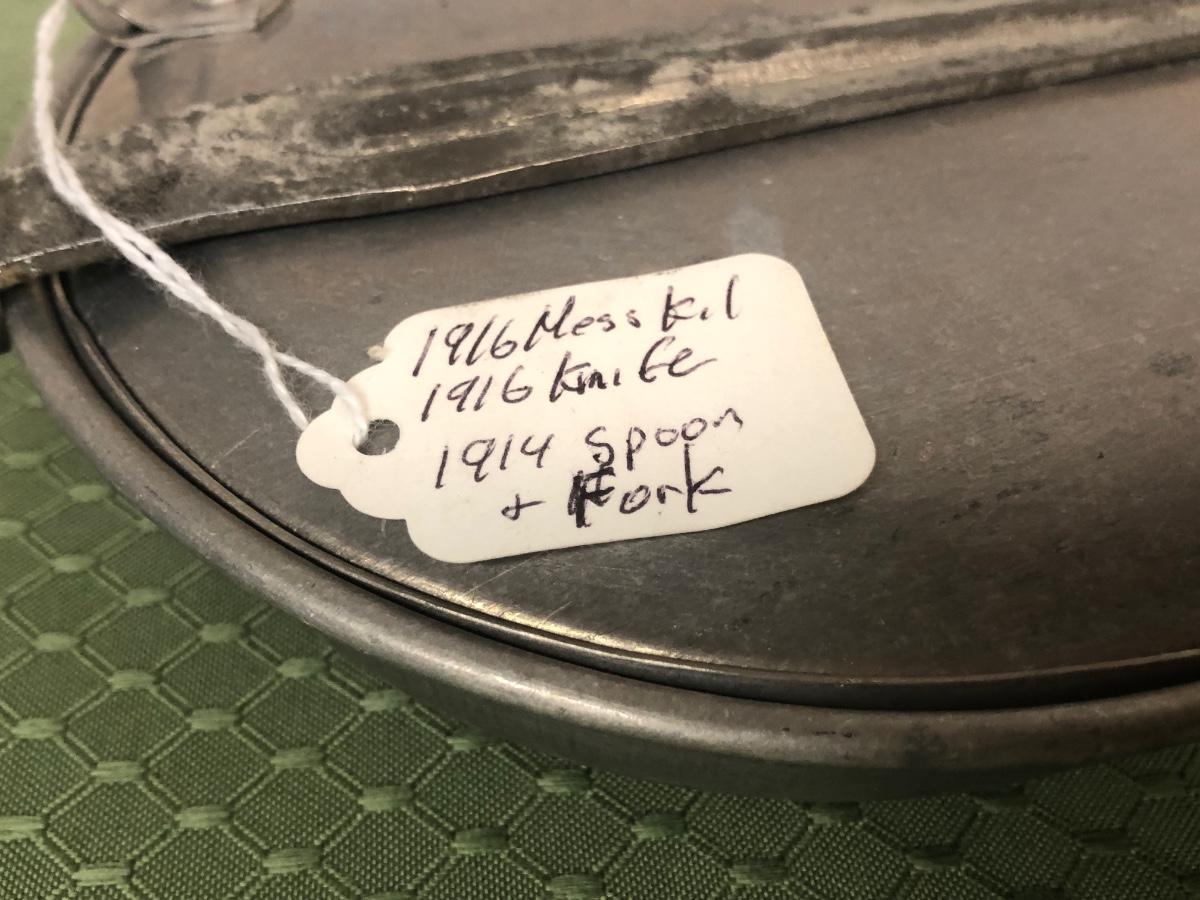 1916 Mess Kit
1916 Knife
1914 Spoon
+ Fork